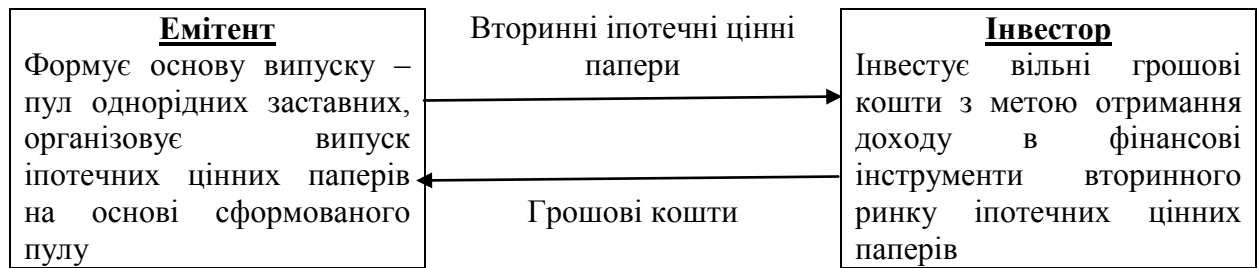 Емітент
Формує основу випуску –
пул однорідних заставних,
організовує випуск
іпотечних цінних паперів
на основі сформованого
пулу
Вторинні іпотечні цінні
папери
Грошові кошти
Інвестор
Інвестує вільні грошові
кошти з метою отримання
доходу в фінансові
інструменти вторинного
ринку іпотечних цінних
паперів